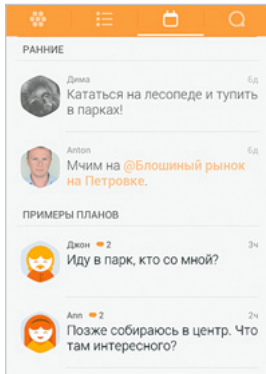 РАННИЕ
Дима 6д
Кататься на лесопеде и тупить
в парках!
Anton 6д
Мчим на @Блошиный рынок
на Петровке.
ПРИМЕРЫ ПЛАНОВ
Джон 2 3ч
Иду в парк, кто со мной?
Ann 2 2ч
Позже собираюсь в центр. Что
там интересного?